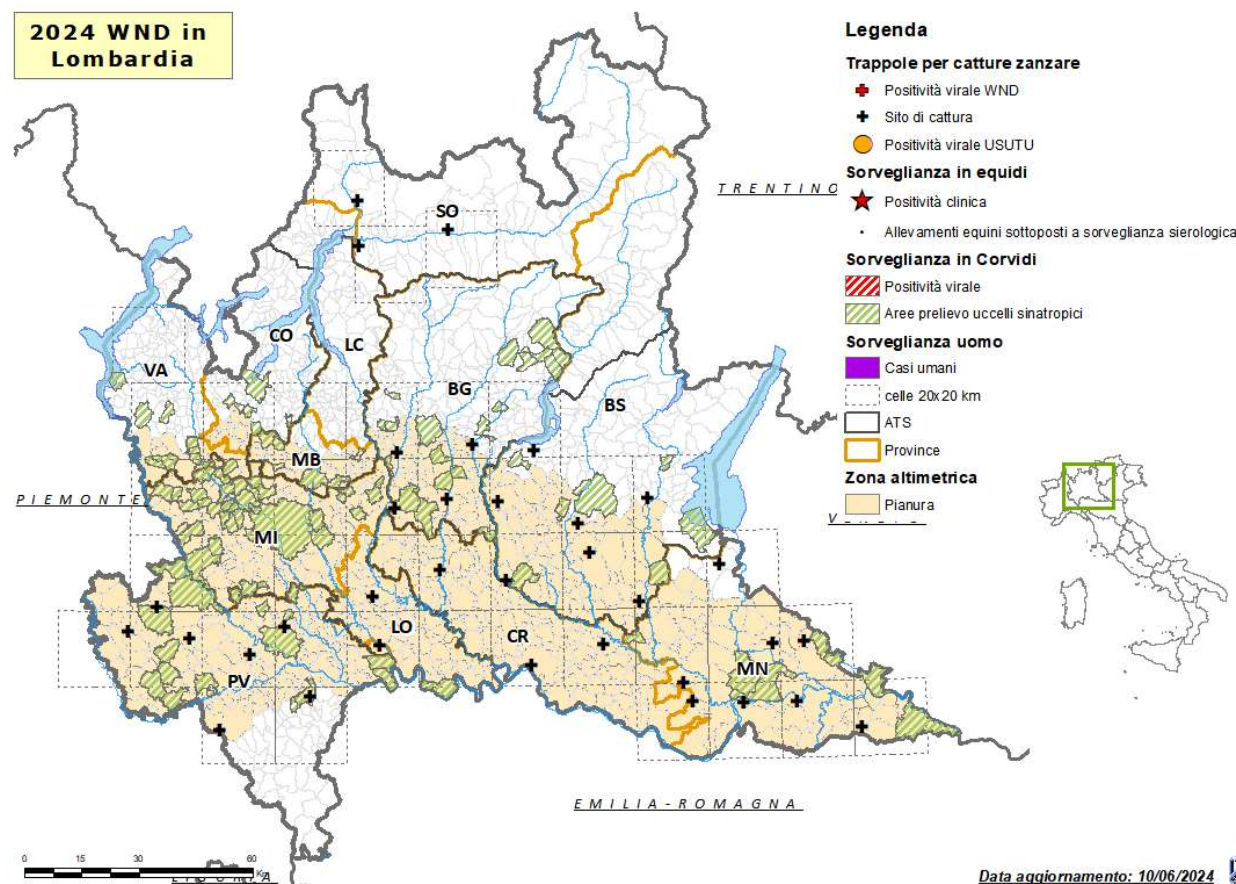 2024 WND in
Lombardia
Legenda
Trappole per catture zanzare
Positività virale WND
Sito di cattura
Positività virale USUTU
Sorveglianza in equidi
Positività clinica
Allevamenti equini sottoposti a sorveglianza sierologica
Sorveglianza in Corvidi
Positività virale
Aree prelievo uccelli sinatropici
Sorveglianza uomo
Casi umani
celle 20x20 km
ATS
Province
Zona altimetrica
Pianura
TRENTINO
SO
CO
LC
VA
BG
BS
MB
PIEMONTE
MI
LO
CR
MN
PV
EMILIA-ROMAGNA
0 15 30 60
Km
Data aggiornamento: 10/06/2024